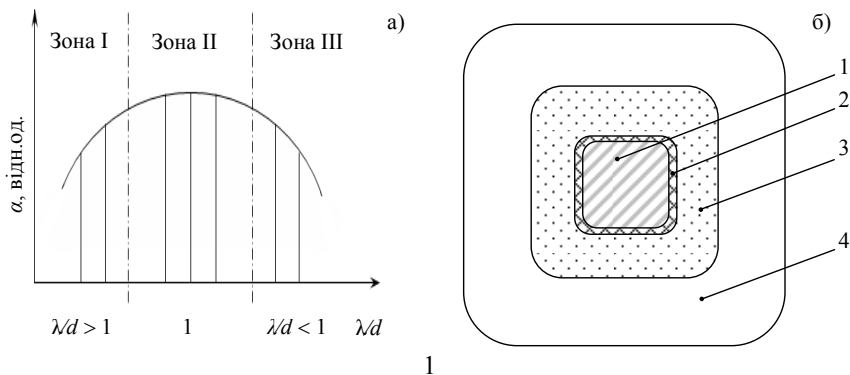 а)
Зона I Зона II Зона III
α, відн.од.
λ/d > 1 1 λ/d < 1 λ/d
б)
1
2
3
4
1